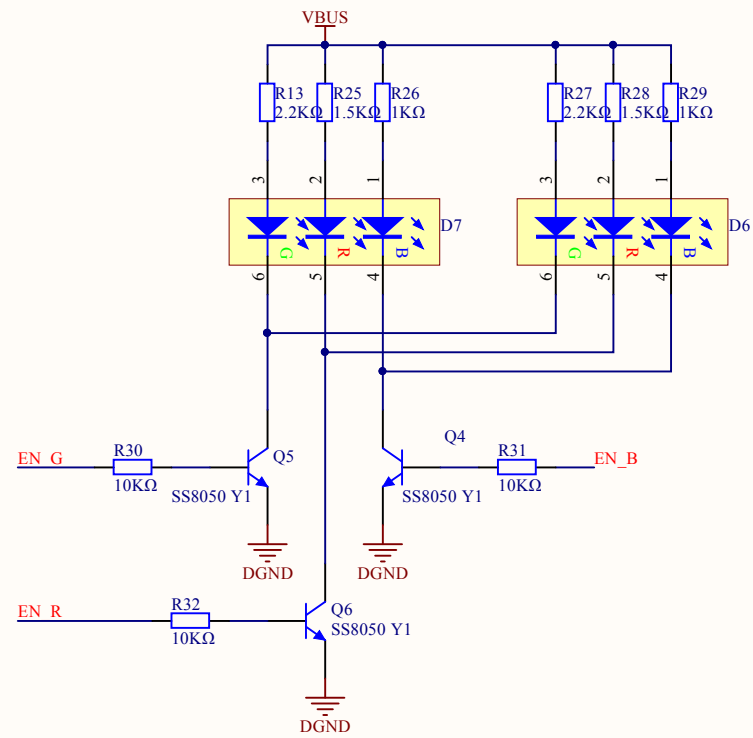 VBUS
R13
2.2KΩ
R25
1.5KΩ
R26
1KΩ
R27
2.2KΩ
R28
1.5KΩ
R29
1KΩ
3
2
1
3
2
1
D7
D6
G
R
B
G
R
B
6
5
4
6
5
4
EN_G
R30
10KΩ
Q5
SS8050 Y1
Q4
SS8050 Y1
R31
10KΩ
EN_B
DGND
DGND
EN_R
R32
10KΩ
Q6
SS8050 Y1
DGND